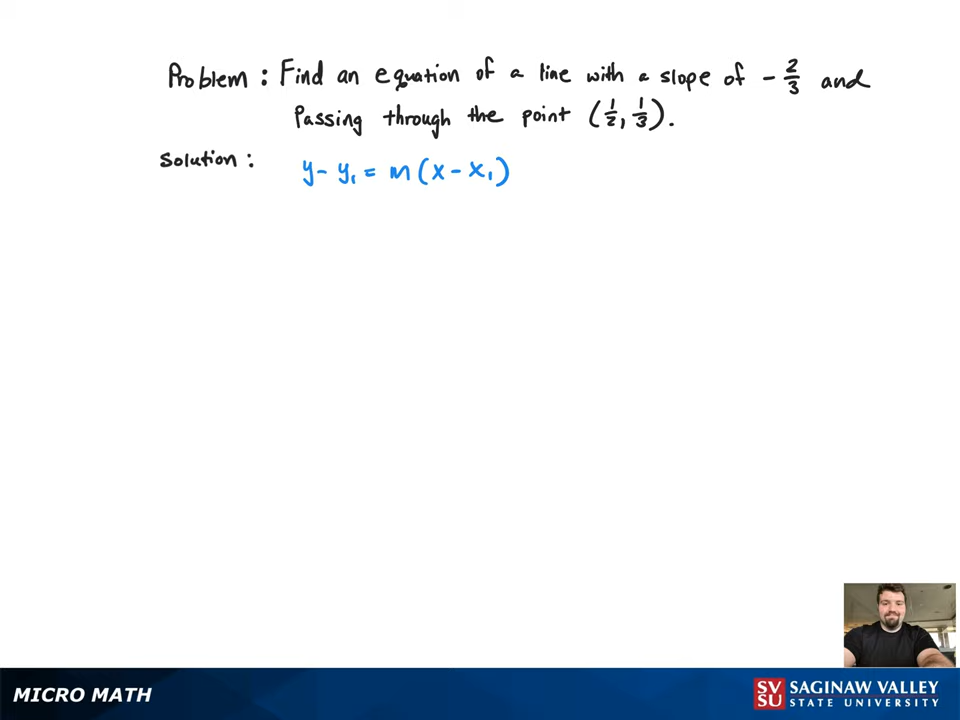 Problem : Find an equation of a line with a slope of - 2/3 and
Passing through the point (1/2, 1/3).
Solution :
y - y₁ = m (x - x₁)
MICRO MATH
SV
SU
SAGINAW VALLEY
STATE UNIVERSITY